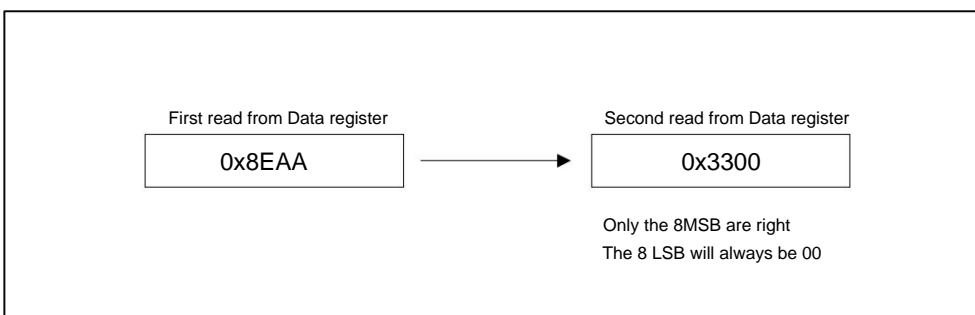 First read from Data register
0x8EAA
Second read from Data register
0x3300
Only the 8MSB are right
The 8 LSB will always be 00